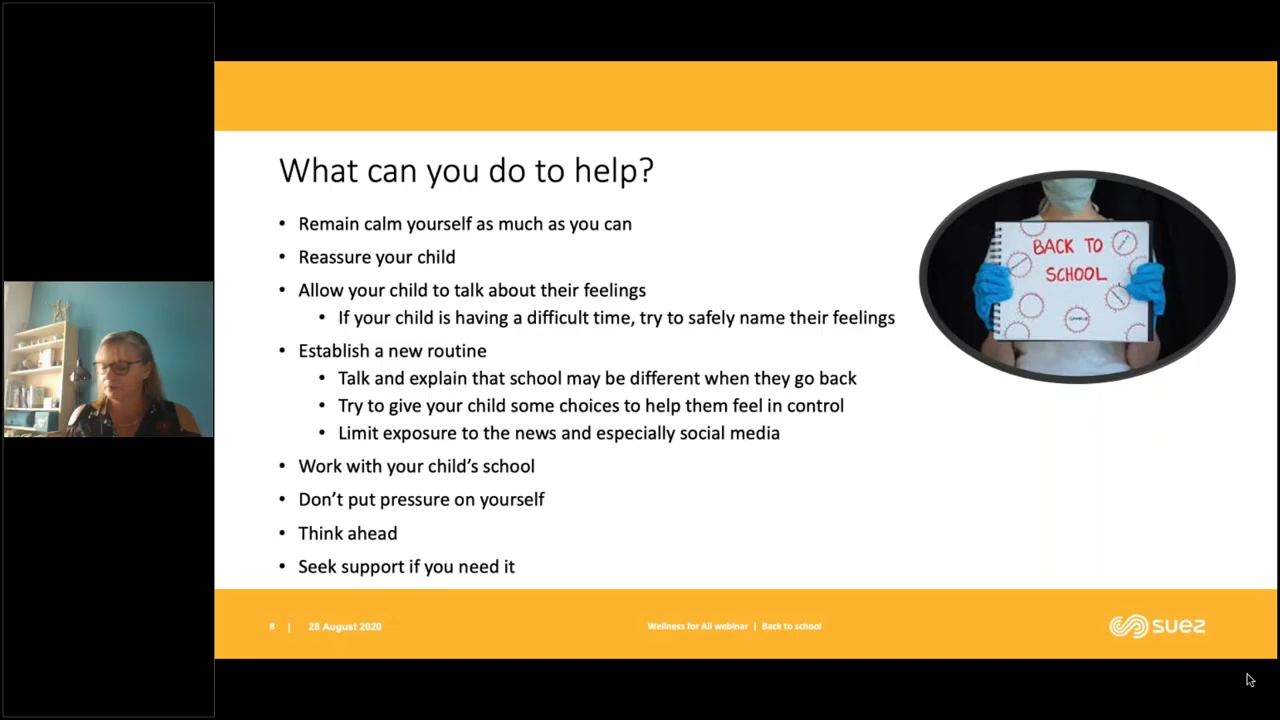 What can you do to help?
• Remain calm yourself as much as you can
• Reassure your child
• Allow your child to talk about their feelings
• If your child is having a difficult time, try to safely name their feelings
• Establish a new routine
• Talk and explain that school may be different when they go back
• Try to give your child some choices to help them feel in control
• Limit exposure to the news and especially social media
• Work with your child’s school
• Don’t put pressure on yourself
• Think ahead
• Seek support if you need it
BACK TO
SCHOOL
8 | 28 August 2020
Wellness for All webinar | Back to school
suez